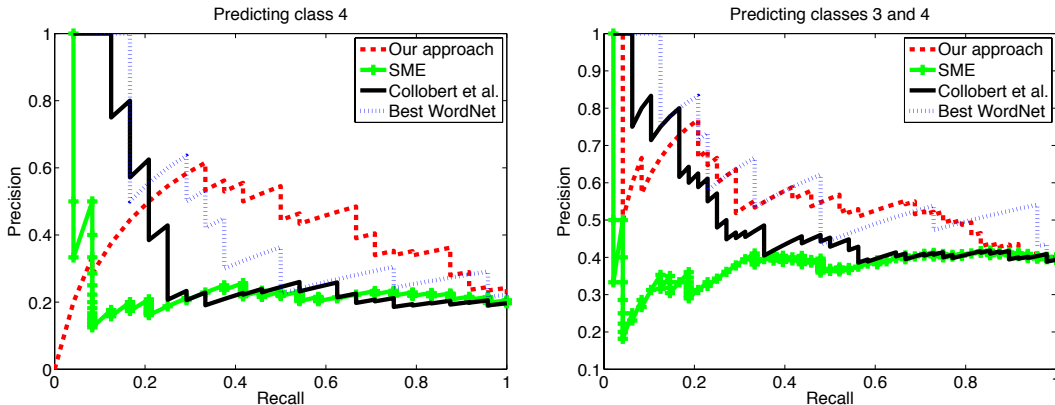 Predicting class 4
1
0.8
0.6
0.4
0.2
0
Precision
0
0.2
0.4
0.6
0.8
1
Recall
Our approach
SME
Collobert et al.
Best WordNet
Predicting classes 3 and 4
1
0.9
0.8
0.7
0.6
0.5
0.4
0.3
0.2
0.1
Precision
0
0.2
0.4
0.6
0.8
1
Recall
Our approach
SME
Collobert et al.
Best WordNet